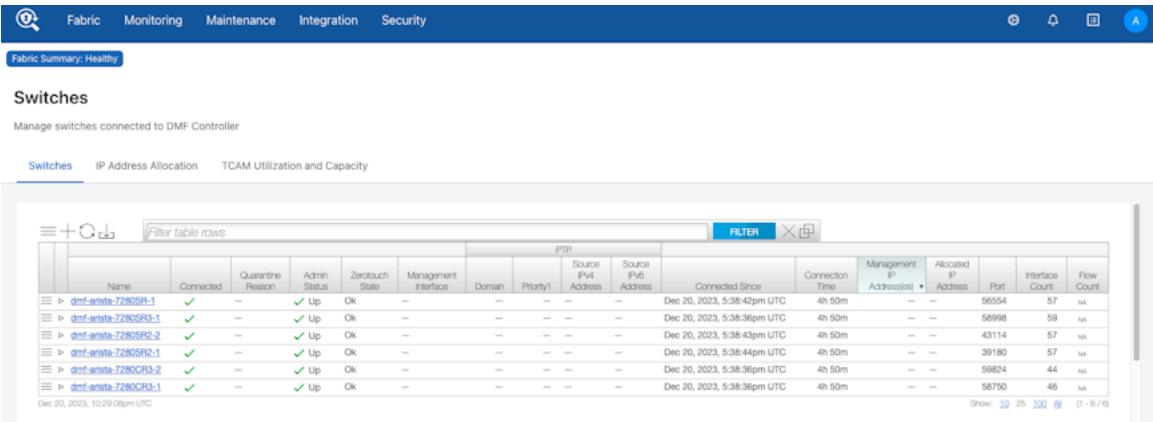 Fabric Monitoring Maintenance Integration Security A
Fabric Summary: Healthy
Switches
Manage switches connected to DMF Controller
Switches IP Address Allocation TCAM Utilization and Capacity
Filter table rows FILTER
PTP
Name Connected Quarantine Reason Admin Status Zerotouch State Management Interface Domain Priority1 Source IPv4 Address Source IPv6 Address Connected Since Connection Time Management IP Address(es) Allocated IP Address Port Interface Count Flow Count
dmf-arista-7280SR-1 ✓ — ✓ Up Ok — — — — — Dec 20, 2023, 5:38:42pm UTC 4h 50m — — 56554 57 NA
dmf-arista-7280SR3-1 ✓ — ✓ Up Ok — — — — — Dec 20, 2023, 5:38:36pm UTC 4h 50m — — 58998 59 NA
dmf-arista-7280SR2-2 ✓ — ✓ Up Ok — — — — — Dec 20, 2023, 5:38:36pm UTC 4h 50m — — 43114 57 NA
dmf-arista-7280SR2-1 ✓ — ✓ Up Ok — — — — — Dec 20, 2023, 5:38:44pm UTC 4h 50m — — 39180 57 NA
dmf-arista-7280CR3-2 ✓ — ✓ Up Ok — — — — — Dec 20, 2023, 5:38:36pm UTC 4h 50m — — 59824 44 NA
dmf-arista-7280CR3-1 ✓ — ✓ Up Ok — — — — — Dec 20, 2023, 5:38:36pm UTC 4h 50m — — 58750 46 NA
Dec 20, 2023, 10:29:08pm UTC Show: 10 25 100 All (1 - 6 / 6)